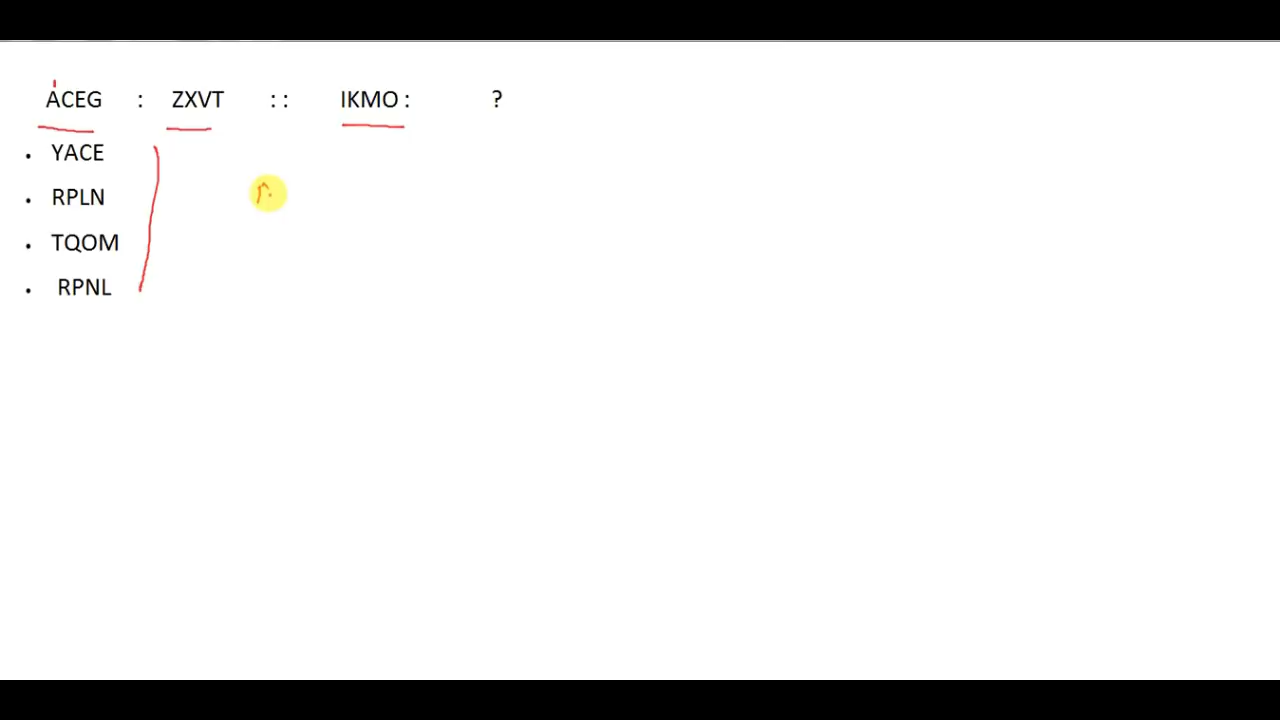 ACEG : ZXVT :: IKMO : ?
. YACE
. RPLN
. TQOM
. RPNL